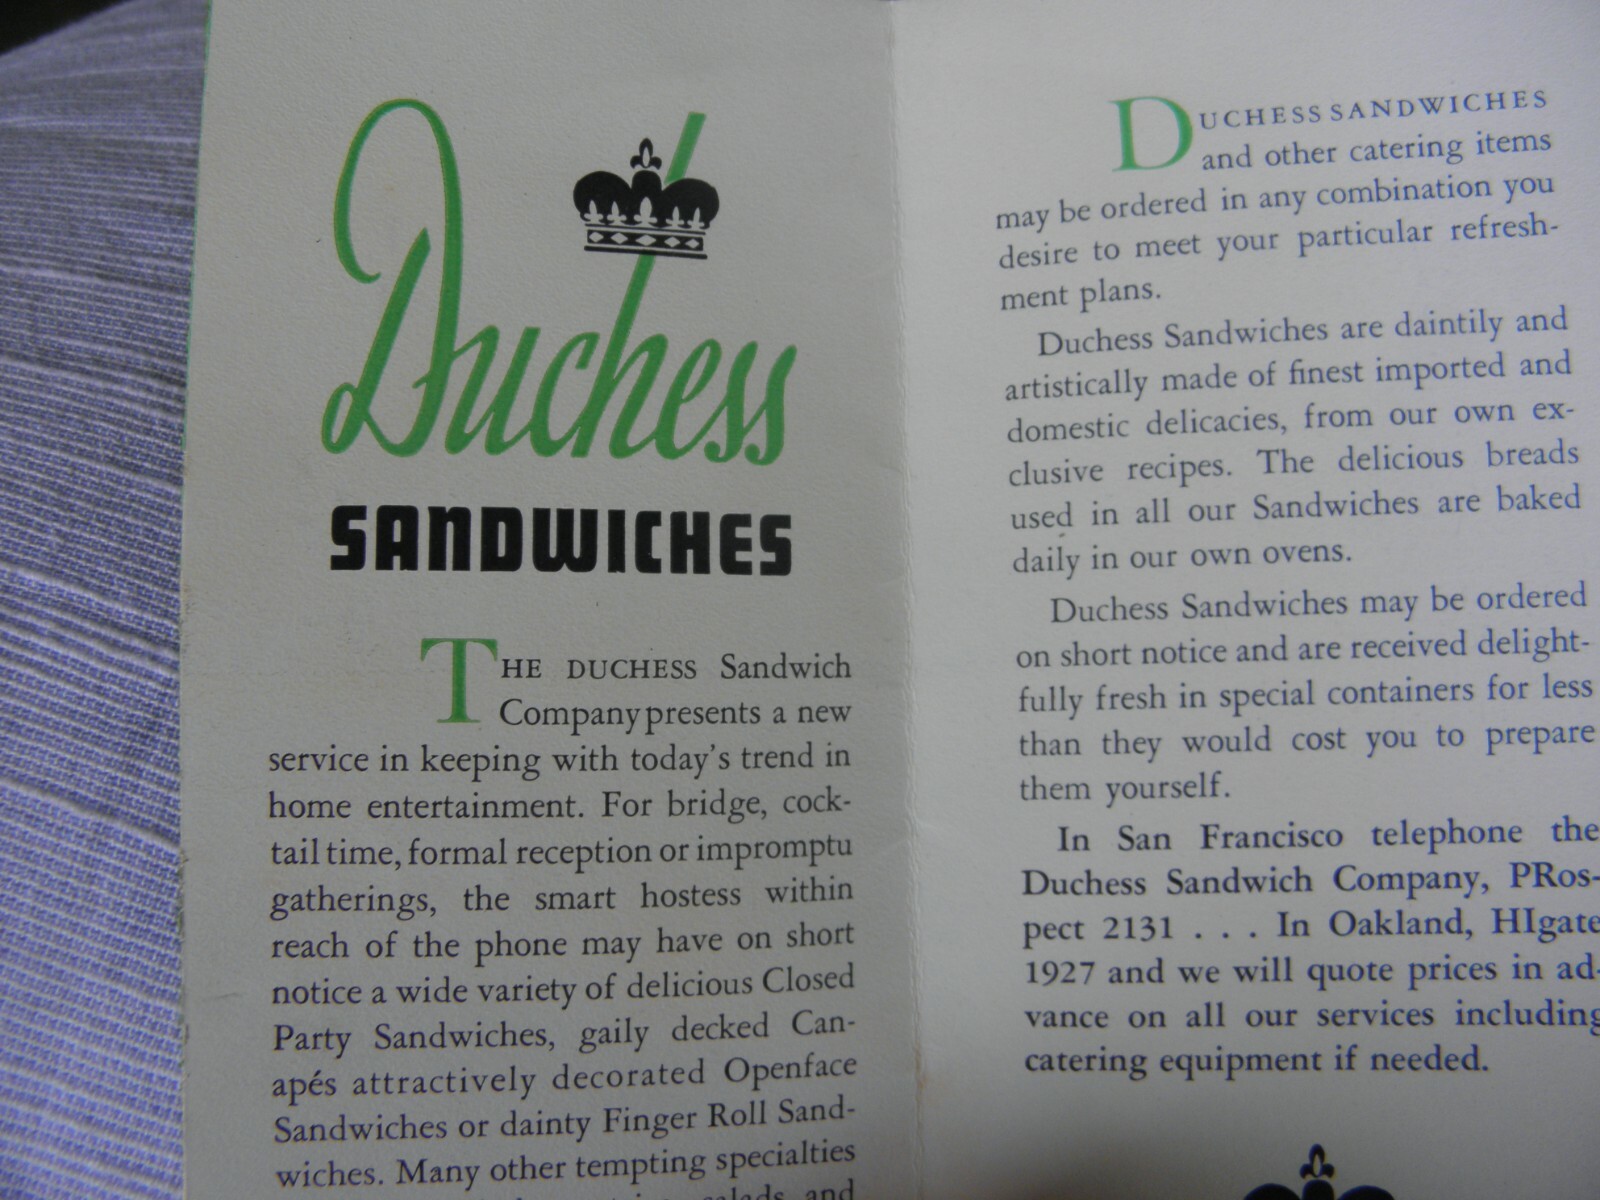 Duchess
SANDWICHES
THE DUCHESS Sandwich
Company presents a new
service in keeping with today's trend in
home entertainment. For bridge, cock-
tail time, formal reception or impromptu
gatherings, the smart hostess within
reach of the phone may have on short
notice a wide variety of delicious Closed
Party Sandwiches, gaily decked Can-
apés attractively decorated Openface
Sandwiches or dainty Finger Roll Sand-
wiches. Many other tempting specialties
salads and
DUCHESS SANDWICHES
and other catering items
may be ordered in any combination you
desire to meet your particular refresh-
ment plans.
Duchess Sandwiches are daintily and
artistically made of finest imported and
domestic delicacies, from our own ex-
clusive recipes. The delicious breads
used in all our Sandwiches are baked
daily in our own ovens.
Duchess Sandwiches may be ordered
on short notice and are received delight-
fully fresh in special containers for less
than they would cost you to prepare
them yourself.
In San Francisco telephone the
Duchess Sandwich Company, PRos-
pect 2131 . . . In Oakland, HIgate
1927 and we will quote prices in ad-
vance on all our services including
catering equipment if needed.